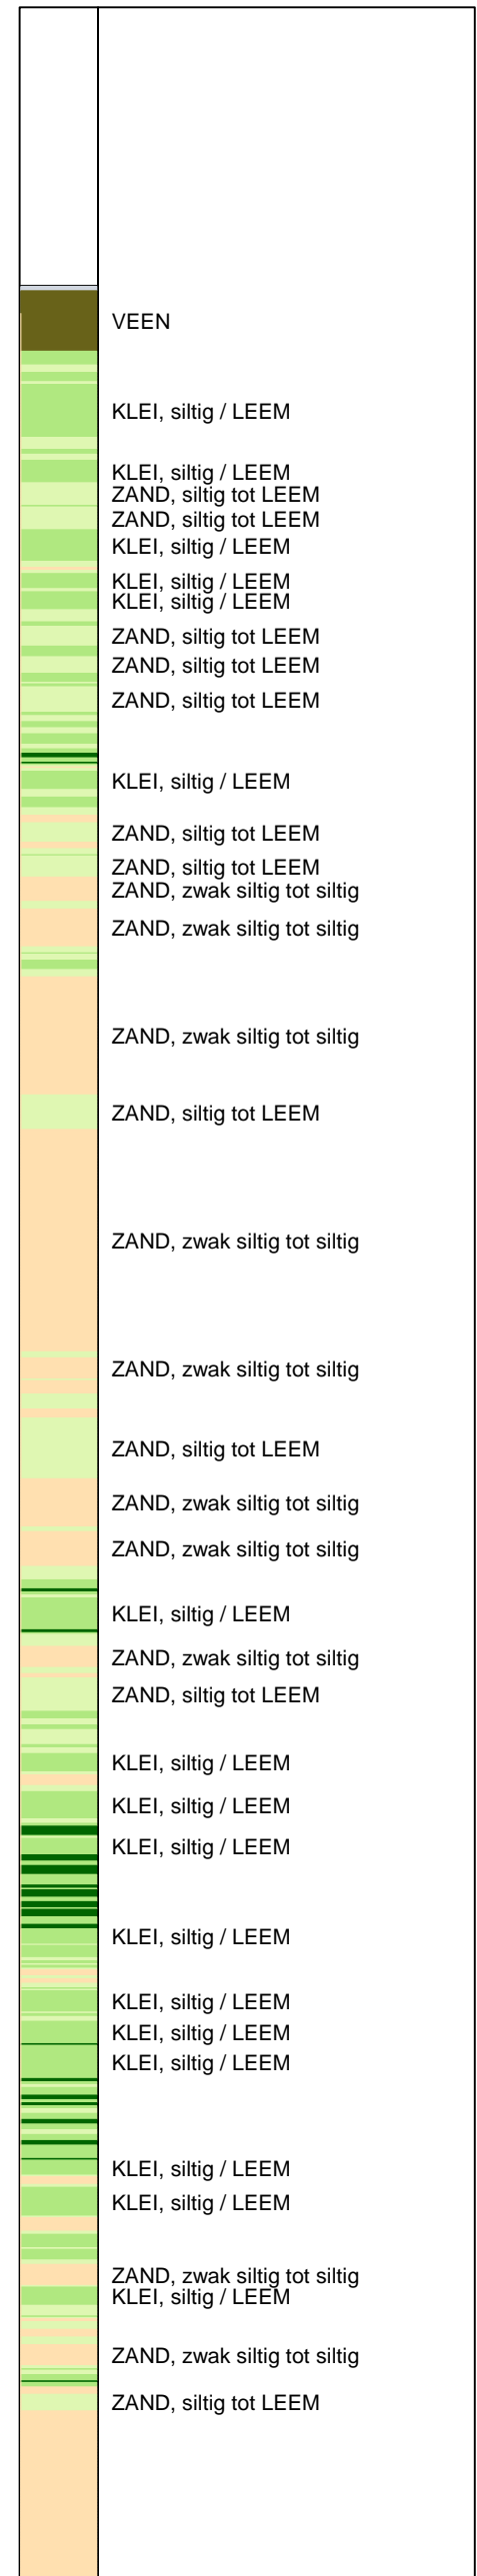 VEEN
KLEI, siltig / LEEM
KLEI, siltig / LEEM
ZAND, siltig tot LEEM
ZAND, siltig tot LEEM
KLEI, siltig / LEEM
KLEI, siltig / LEEM
KLEI, siltig / LEEM
ZAND, siltig tot LEEM
ZAND, siltig tot LEEM
ZAND, siltig tot LEEM
KLEI, siltig / LEEM
ZAND, siltig tot LEEM
ZAND, siltig tot LEEM
ZAND, zwak siltig tot siltig
ZAND, zwak siltig tot siltig
ZAND, zwak siltig tot siltig
ZAND, siltig tot LEEM
ZAND, zwak siltig tot siltig
ZAND, zwak siltig tot siltig
ZAND, siltig tot LEEM
ZAND, zwak siltig tot siltig
ZAND, zwak siltig tot siltig
KLEI, siltig / LEEM
ZAND, zwak siltig tot siltig
ZAND, siltig tot LEEM
KLEI, siltig / LEEM
KLEI, siltig / LEEM
KLEI, siltig / LEEM
KLEI, siltig / LEEM
KLEI, siltig / LEEM
KLEI, siltig / LEEM
KLEI, siltig / LEEM
KLEI, siltig / LEEM
KLEI, siltig / LEEM
ZAND, zwak siltig tot siltig
KLEI, siltig / LEEM
ZAND, zwak siltig tot siltig
ZAND, siltig tot LEEM